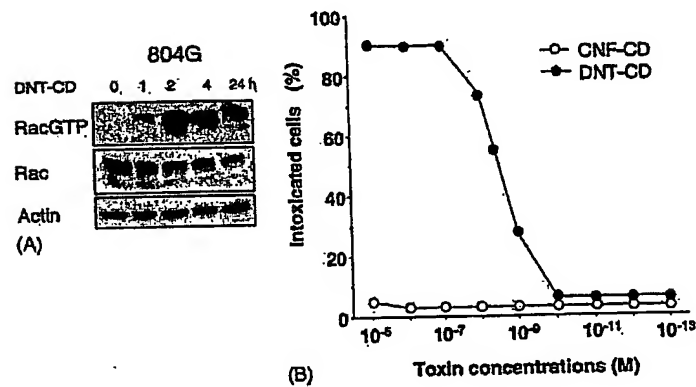 804G
DNT-CD 0 1 2 4 24 h
RacGTP
Rac
Actin
(A)
100
80
60
40
20
0
Intoxicated cells (%)
CNF-CD
DNT-CD
10-5 10-7 10-9 10-11 10-13
Toxin concentrations (M)
(B)